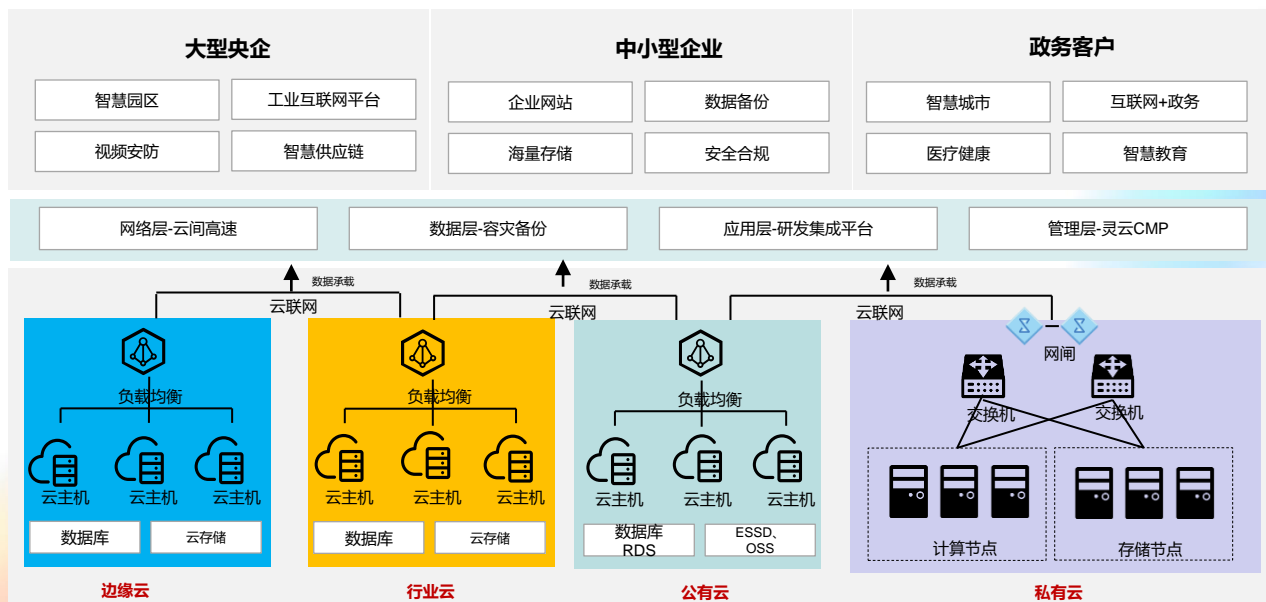 大型央企
中小型企业
政务客户
智慧园区
工业互联网平台
企业网站
数据备份
智慧城市
互联网+政务
视频安防
智慧供应链
海量存储
安全合规
医疗健康
智慧教育
网络层-云间高速
数据层-容灾备份
应用层-研发集成平台
管理层-灵云CMP
数据承载
数据承载
数据承载
云联网
云联网
云联网
网闸
负载均衡
负载均衡
负载均衡
交换机
交换机
云主机
云主机
云主机
云主机
云主机
云主机
云主机
云主机
云主机
数据库
云存储
数据库
云存储
数据库
RDS
ESSD、
OSS
计算节点
存储节点
边缘云
行业云
公有云
私有云